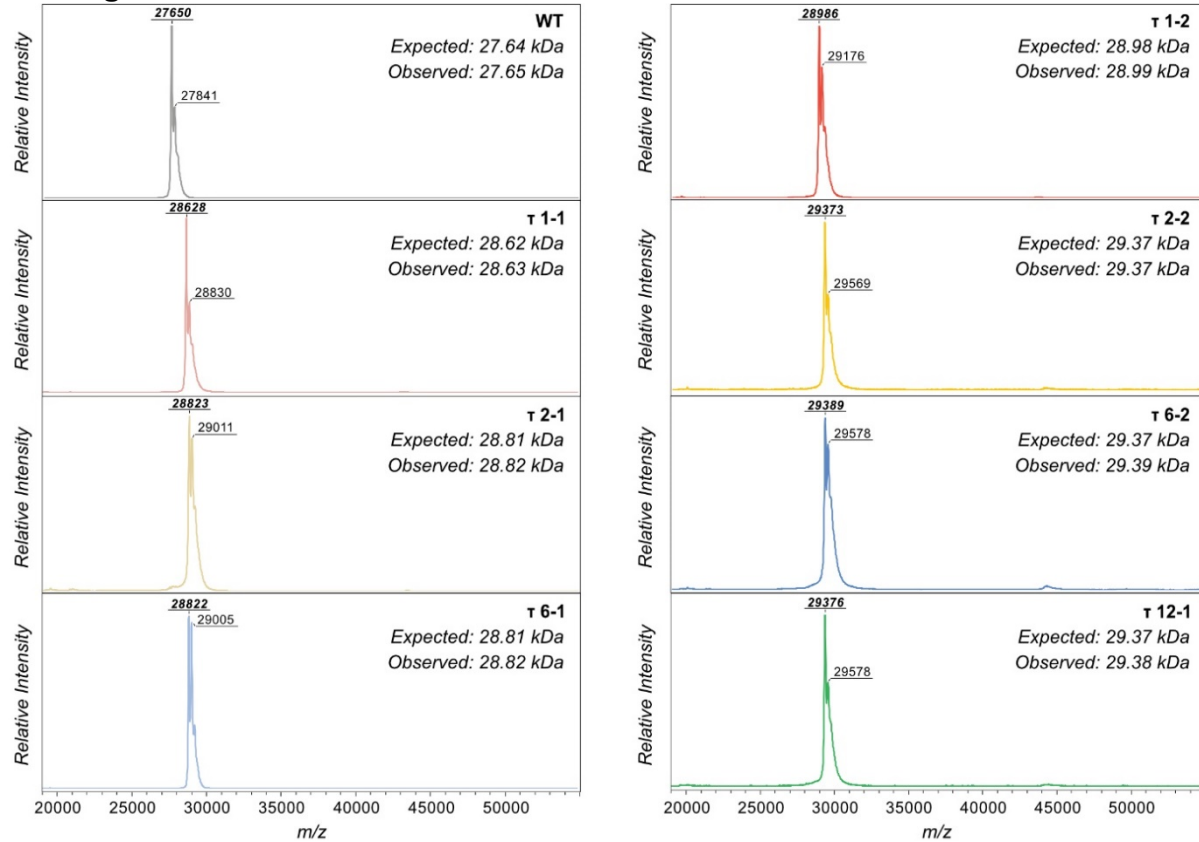 27650
27841
WT
Expected: 27.64 kDa
Observed: 27.65 kDa
Relative Intensity
28628
28830
τ 1-1
Expected: 28.62 kDa
Observed: 28.63 kDa
Relative Intensity
28823
29011
τ 2-1
Expected: 28.81 kDa
Observed: 28.82 kDa
Relative Intensity
28822
29005
τ 6-1
Expected: 28.81 kDa
Observed: 28.82 kDa
Relative Intensity
20000 25000 30000 35000 40000 45000 50000
m/z
28986
29176
τ 1-2
Expected: 28.98 kDa
Observed: 28.99 kDa
Relative Intensity
29373
29569
τ 2-2
Expected: 29.37 kDa
Observed: 29.37 kDa
Relative Intensity
29389
29578
τ 6-2
Expected: 29.37 kDa
Observed: 29.39 kDa
Relative Intensity
29376
29578
τ 12-1
Expected: 29.37 kDa
Observed: 29.38 kDa
Relative Intensity
20000 25000 30000 35000 40000 45000 50000
m/z